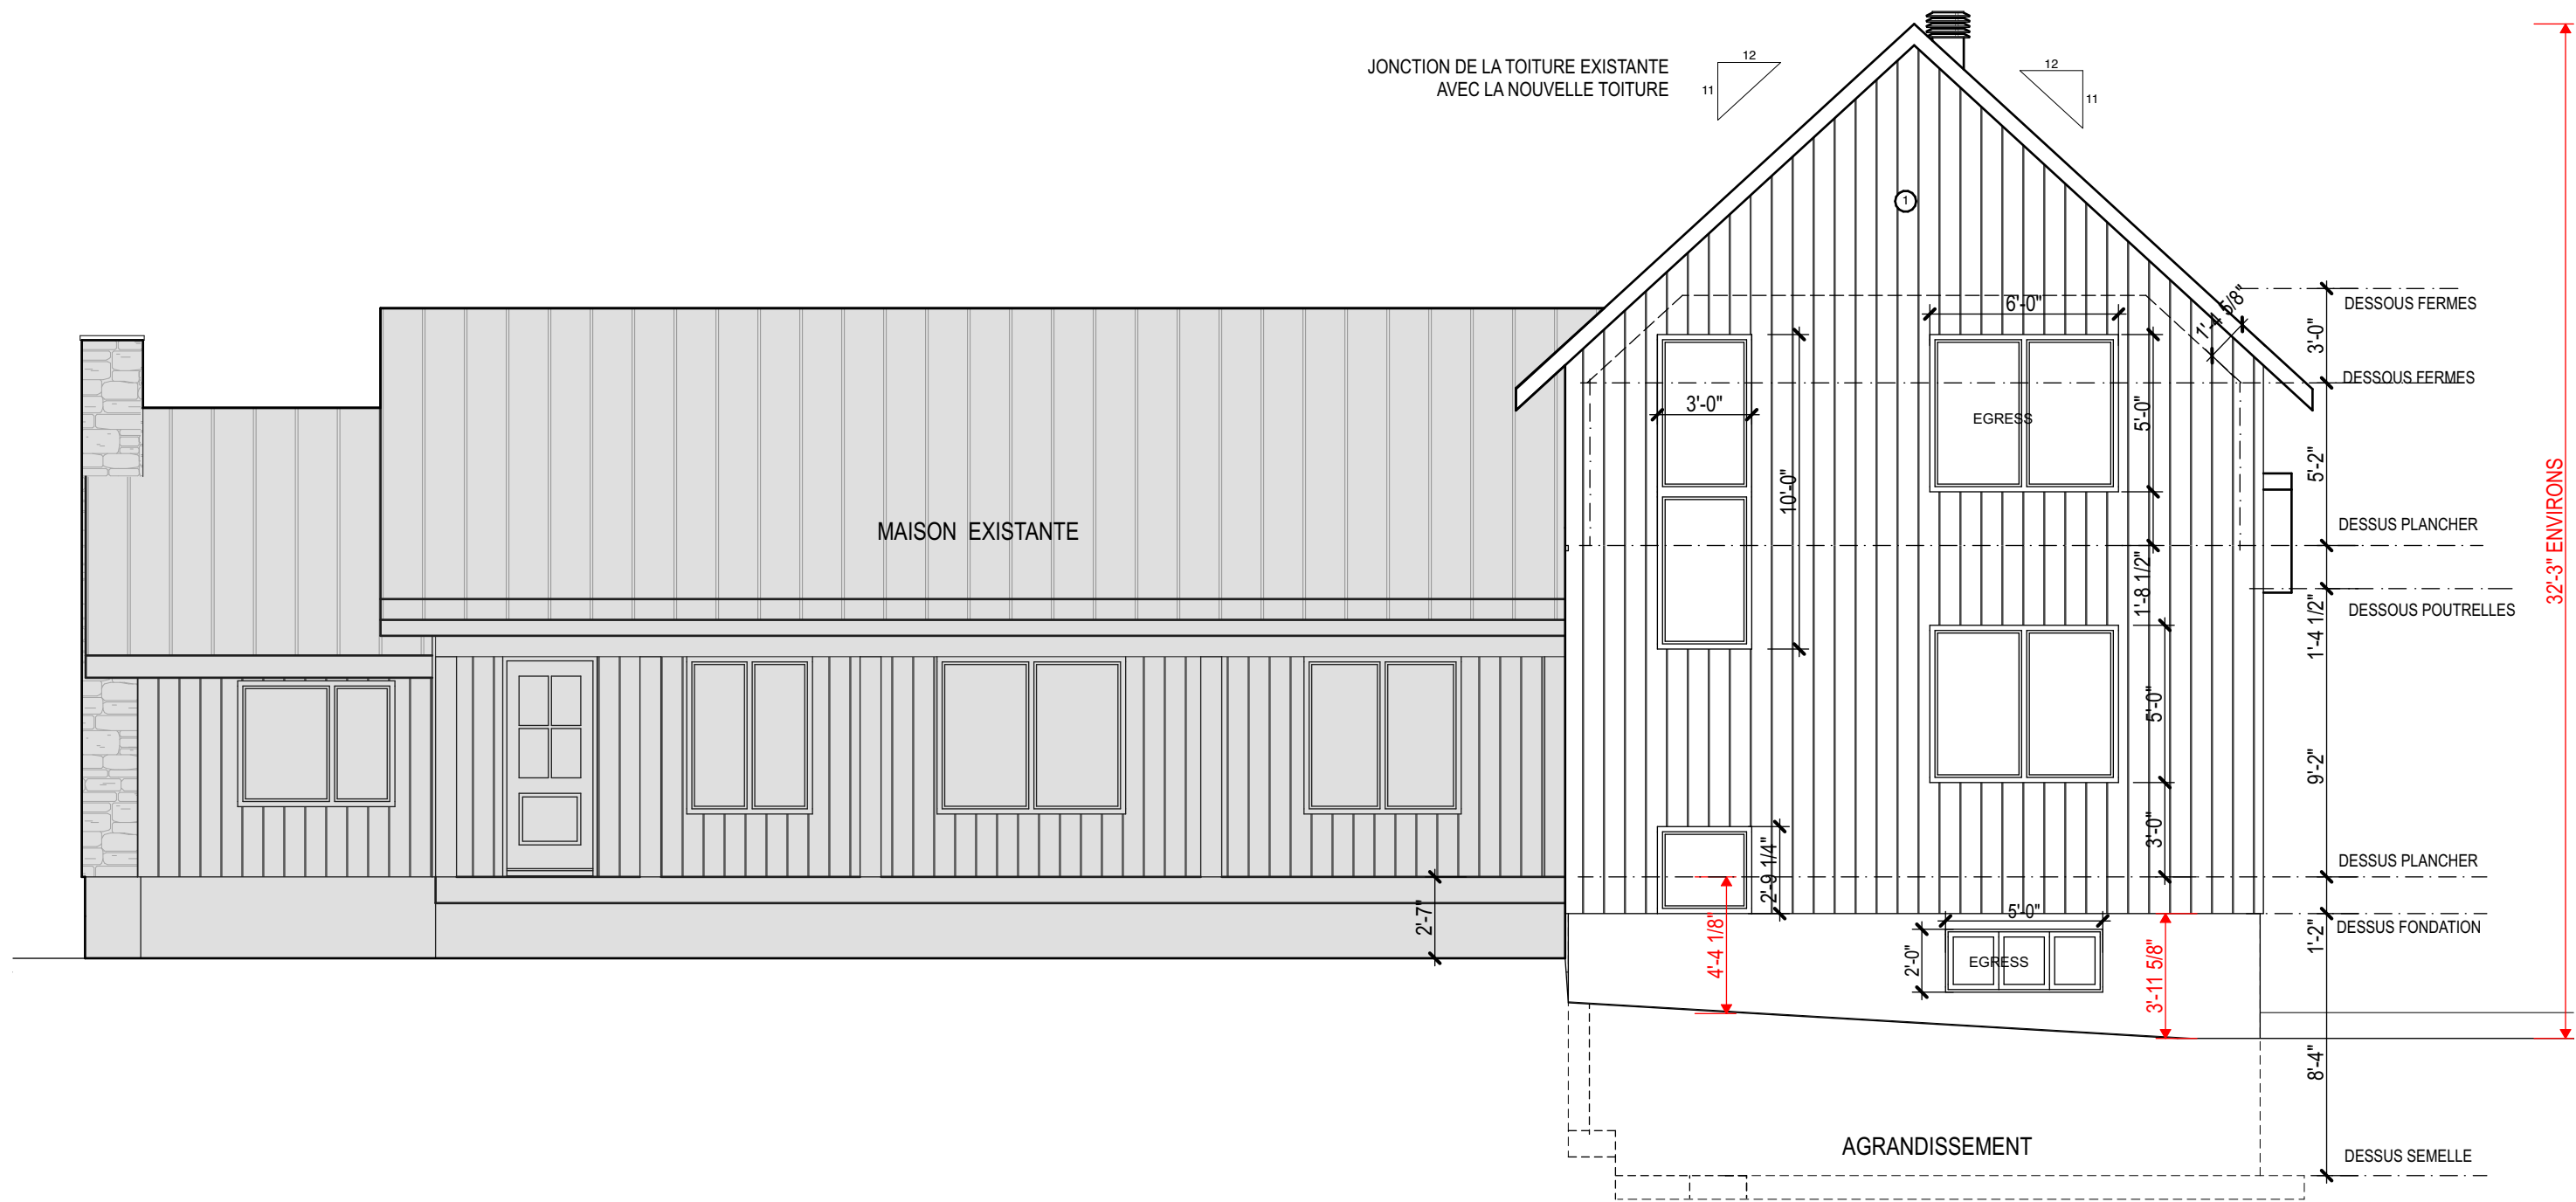 JONCTION DE LA TOITURE EXISTANTE
AVEC LA NOUVELLE TOITURE
12
11
12
11
1
6'-0"
1'-4 5/8"
DESSOUS FERMES
3'-0"
DESSOUS FERMES
3'-0"
EGRESS
5'-0"
5'-2"
10'-0"
32'-3" ENVIRONS
MAISON EXISTANTE
DESSUS PLANCHER
1'-8 1/2"
DESSOUS POUTRELLES
1'-4 1/2"
5'-0"
9'-2"
3'-0"
2'-9 1/4"
DESSUS PLANCHER
2'-7"
4'-4 1/8"
5'-0"
1'-2"
DESSUS FONDATION
2'-0"
EGRESS
3'-11 5/8"
8'-4"
AGRANDISSEMENT
DESSUS SEMELLE